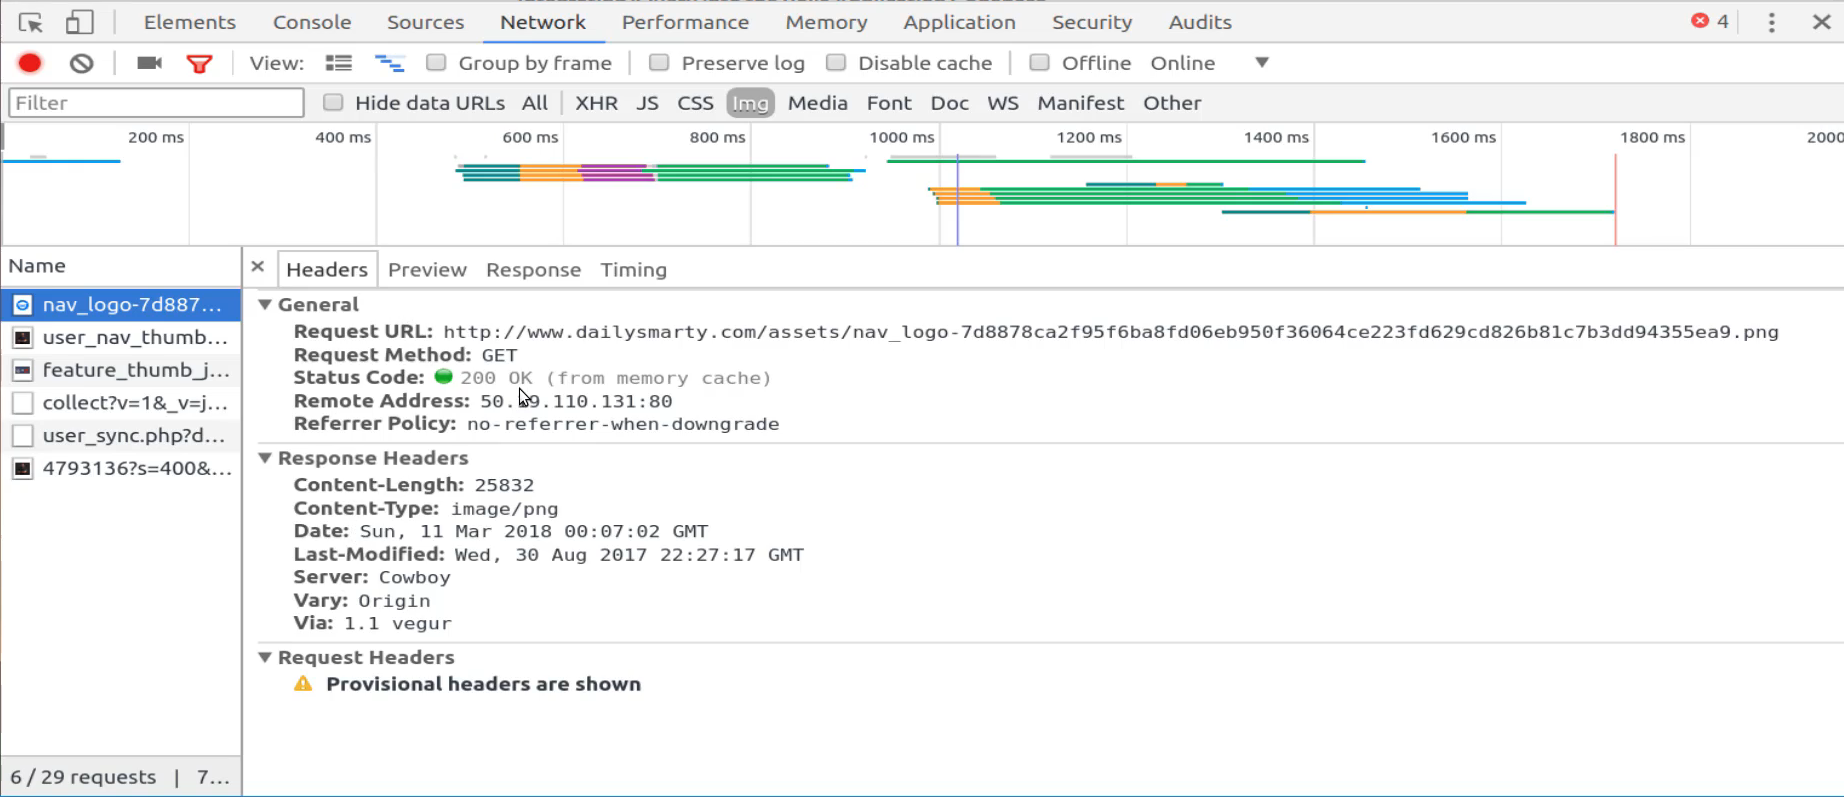 Elements Console Sources Network Performance Memory Application Security Audits 4
View: Group by frame Preserve log Disable cache Offline Online
Filter Hide data URLs All XHR JS CSS Img Media Font Doc WS Manifest Other
200 ms 400 ms 600 ms 800 ms 1000 ms 1200 ms 1400 ms 1600 ms 1800 ms 2000
Name
nav_logo-7d887...
user_nav_thumb...
feature_thumb_j...
collect?v=1&_v=j...
user_sync.php?d...
4793136?s=400&...
6 / 29 requests | 7...
Headers Preview Response Timing
General
Request URL: http://www.dailysmarty.com/assets/nav_logo-7d8878ca2f95f6ba8fd06eb950f36064ce223fd629cd826b81c7b3dd94355ea9.png
Request Method: GET
Status Code: 200 OK (from memory cache)
Remote Address:
Referrer Policy: no-referrer-when-downgrade
Response Headers
Content-Length: 25832
Content-Type: image/png
Date: Sun, 11 Mar 2018 00:07:02 GMT
Last-Modified: Wed, 30 Aug 2017 22:27:17 GMT
Server: Cowboy
Vary: Origin
Via: 1.1 vegur
Request Headers
Provisional headers are shown